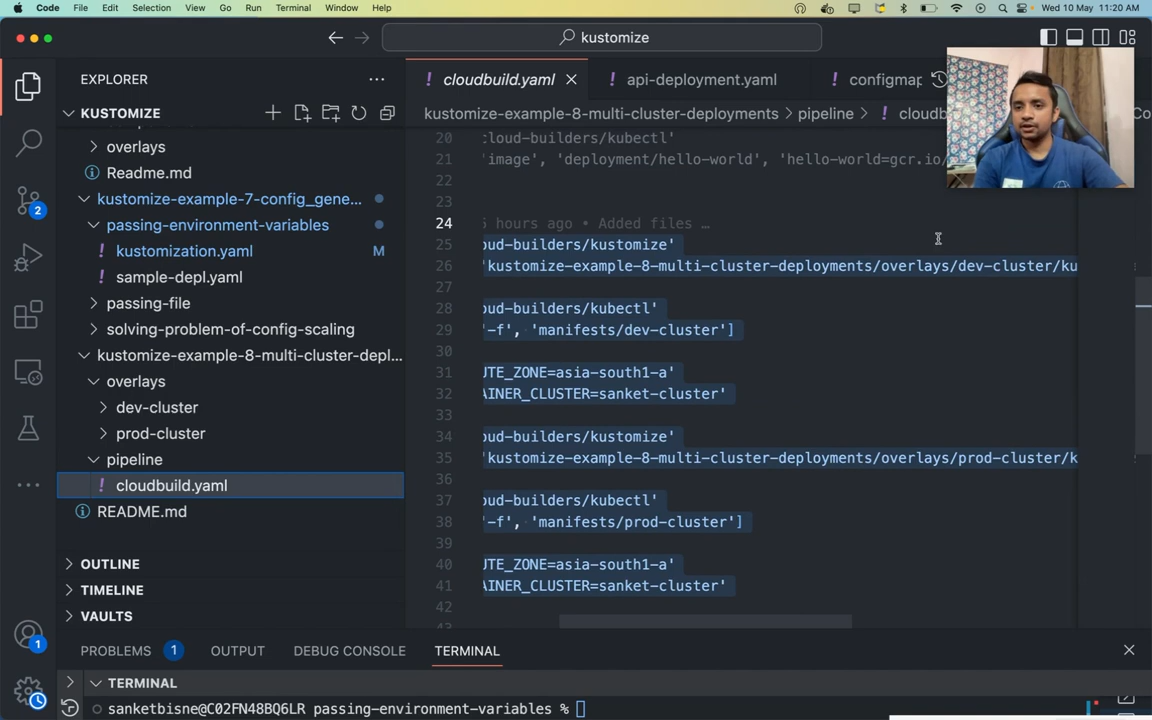 Code File Edit Selection View Go Run Terminal Window Help Wed 10 May 11:20 AM
kustomize
EXPLORER
cloudbuild.yaml
api-deployment.yaml
configmap
KUSTOMIZE
kustomize-example-8-multi-cluster-deployments > pipeline > cloudb
overlays
Readme.md
kustomize-example-7-config_gene...
passing-environment-variables
kustomization.yaml M
sample-depl.yaml
passing-file
solving-problem-of-config-scaling
kustomize-example-8-multi-cluster-depl...
overlays
dev-cluster
prod-cluster
pipeline
cloudbuild.yaml
README.md
OUTLINE
TIMELINE
VAULTS
20 cloud-builders/kubectl'
21 'image', 'deployment/hello-world', 'hello-world=gcr.io/
22
23
24 hours ago • Added files …
25 oud-builders/kustomize'
26 'kustomize-example-8-multi-cluster-deployments/overlays/dev-cluster/ku
27
28 oud-builders/kubectl'
29 '-f', 'manifests/dev-cluster']
30
31 UTE_ZONE=asia-south1-a'
32 AINER_CLUSTER=sanket-cluster'
33
34 oud-builders/kustomize'
35 'kustomize-example-8-multi-cluster-deployments/overlays/prod-cluster/k
36
37 oud-builders/kubectl'
38 '-f', 'manifests/prod-cluster']
39
40 UTE_ZONE=asia-south1-a'
41 AINER_CLUSTER=sanket-cluster'
42
2
1
PROBLEMS 1 OUTPUT DEBUG CONSOLE TERMINAL
TERMINAL
sanketbisne@C02FN48BQ6LR passing-environment-variables %